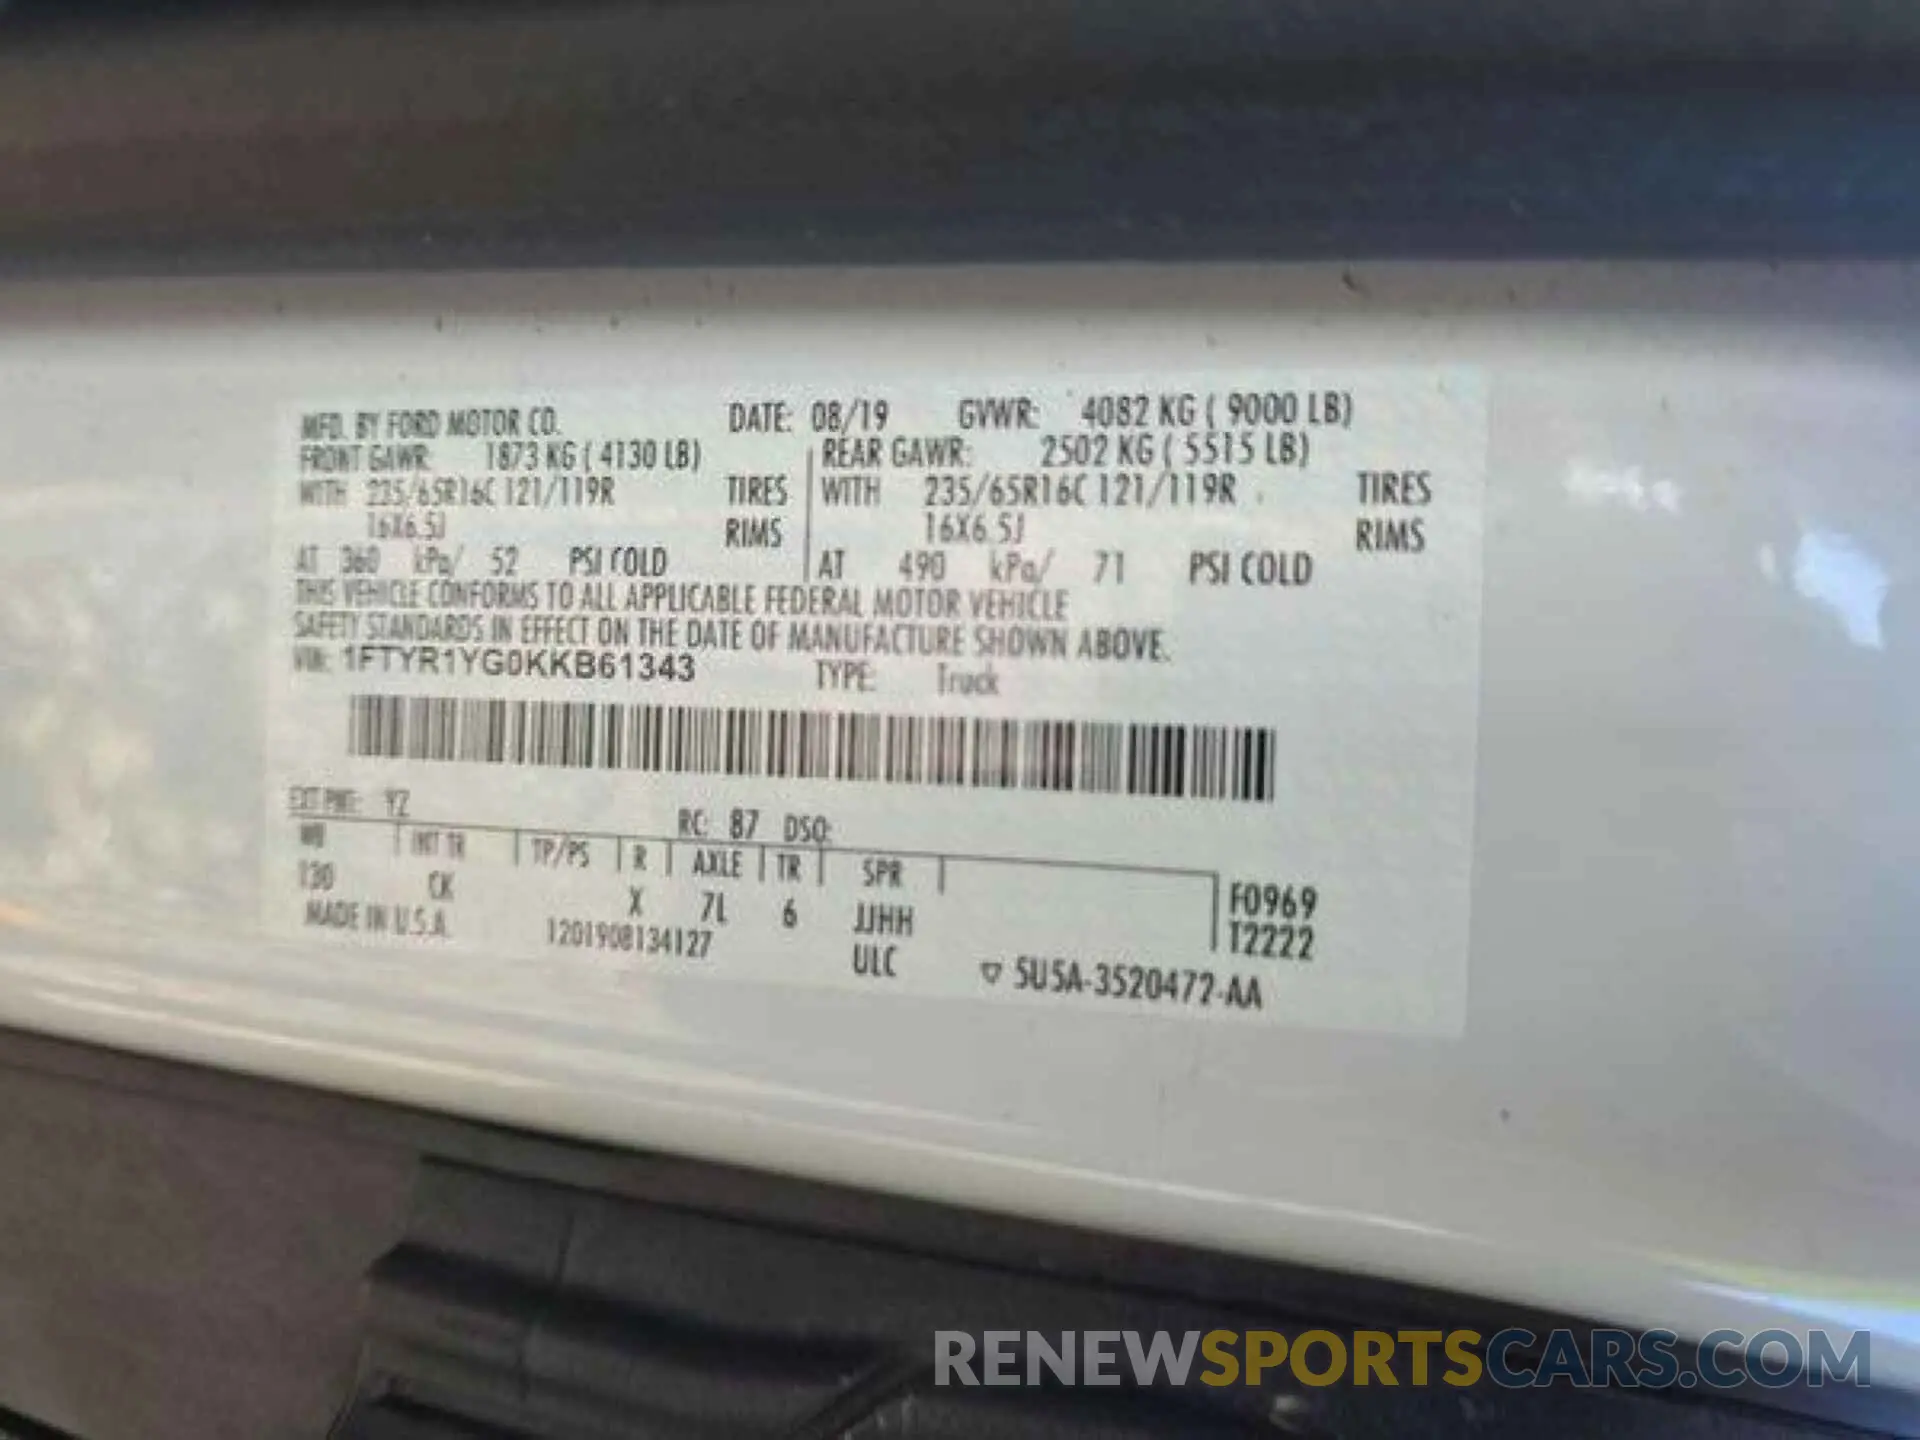 MFD. BY FORD MOTOR CO. DATE: 08/19 GVWR: 4082 KG ( 9000 LB)
FRONT GAWR: 1873 KG ( 4130 LB) REAR GAWR: 2502 KG ( 5515 LB)
WITH 235/65R16C 121/119R TIRES WITH 235/65R16C 121/119R TIRES
16X6.5J RIMS 16X6.5J RIMS
AT 360 kPa/ 52 PSI COLD AT 490 kPa/ 71 PSI COLD
THIS VEHICLE CONFORMS TO ALL APPLICABLE FEDERAL MOTOR VEHICLE
SAFETY STANDARDS IN EFFECT ON THE DATE OF MANUFACTURE SHOWN ABOVE.
VIN: 1FTYR1YG0KKB61343 TYPE: Truck
EXT PNT: YZ RC: 87 DSO:
WB INT TR TP/PS R AXLE TR SPR
130 CK X 7L 6 JJHH F0969
T2222
MADE IN U.S.A. 1201908134127 ULC
5U5A-3520472-AA
RENEWSPORTSCARS.COM